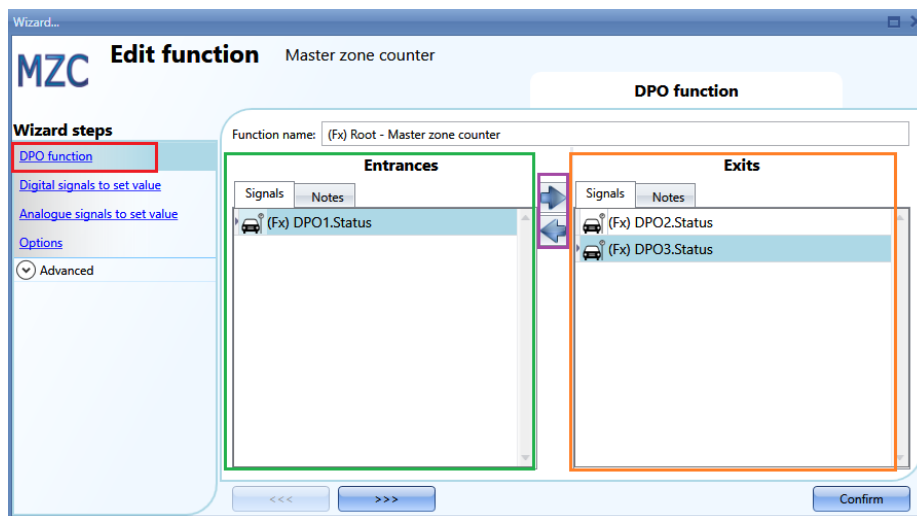 Wizard...
MZC
Edit function
Master zone counter
DPO function
Wizard steps
DPO function
Digital signals to set value
Analogue signals to set value
Options
Advanced
Function name: (Fx) Root - Master zone counter
Entrances
Signals Notes
(Fx) DPO1.Status
Exits
Signals Notes
(Fx) DPO2.Status
(Fx) DPO3.Status
<<< >>> Confirm